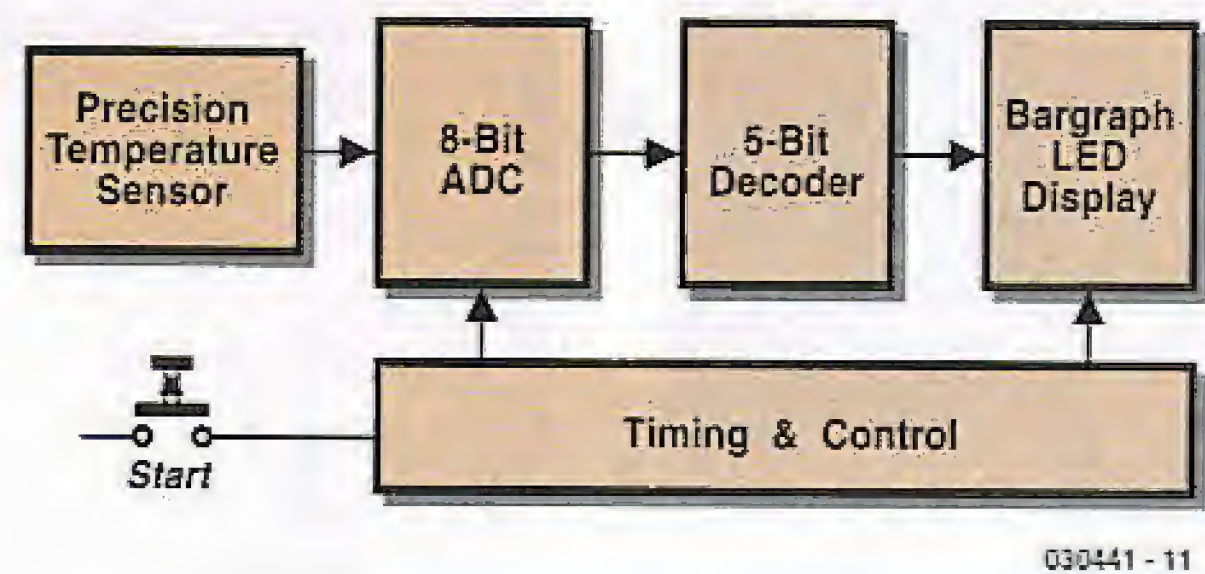 Precision
Temperature
Sensor
8-Bit
ADC
5-Bit
Decoder
Bargraph
LED
Display
Start
Timing & Control
030441 - 11